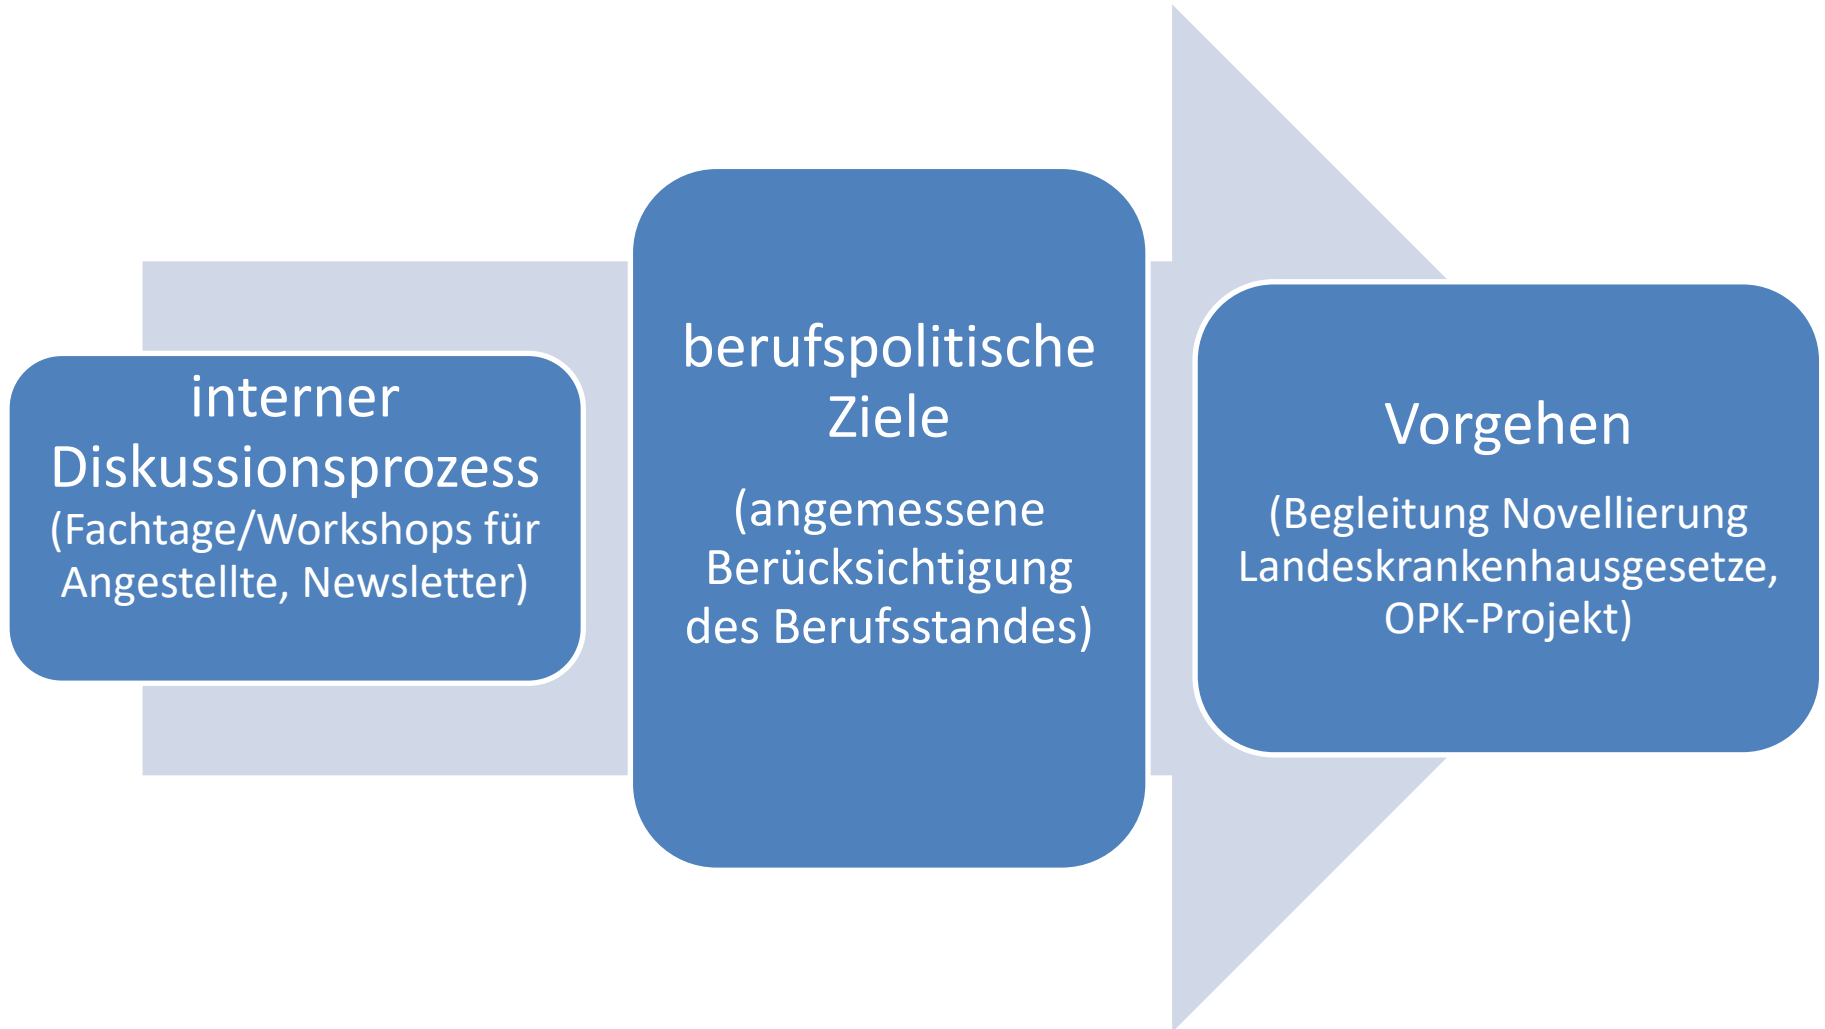 interner
Diskussionsprozess
(Fachtage/Workshops für
Angestellte, Newsletter)
berufspolitische
Ziele
(angemessene
Berücksichtigung
des Berufsstandes)
Vorgehen
(Begleitung Novellierung
Landeskrankenhausgesetze,
OPK-Projekt)